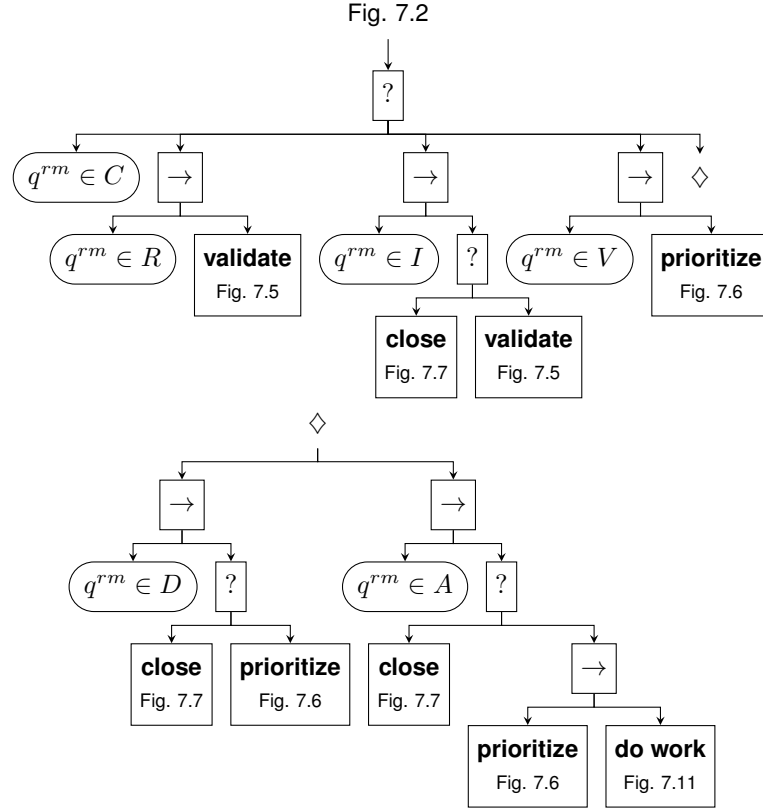 Fig. 7.2
?
q^{rm} ∈ C
→
→
→
♢
q^{rm} ∈ R
validate
Fig. 7.5
q^{rm} ∈ I
?
q^{rm} ∈ V
prioritize
Fig. 7.6
close
Fig. 7.7
validate
Fig. 7.5
♢
→
→
q^{rm} ∈ D
?
q^{rm} ∈ A
?
close
Fig. 7.7
prioritize
Fig. 7.6
close
Fig. 7.7
→
prioritize
Fig. 7.6
do work
Fig. 7.11